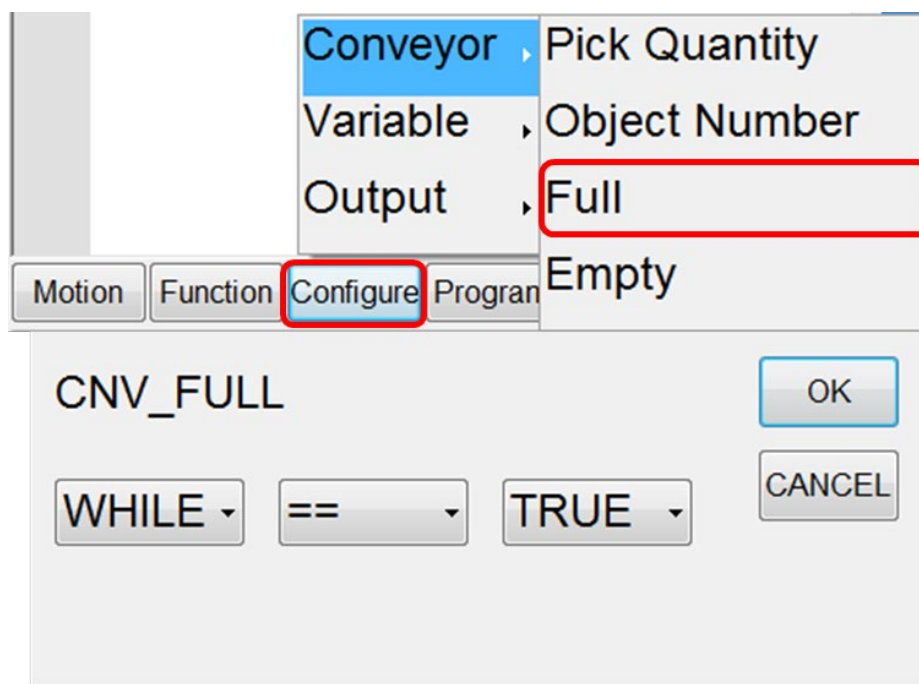 Conveyor Pick Quantity
Variable Object Number
Output Full
Empty
Motion Function Configure Progran
CNV_FULL
OK
WHILE == TRUE
CANCEL